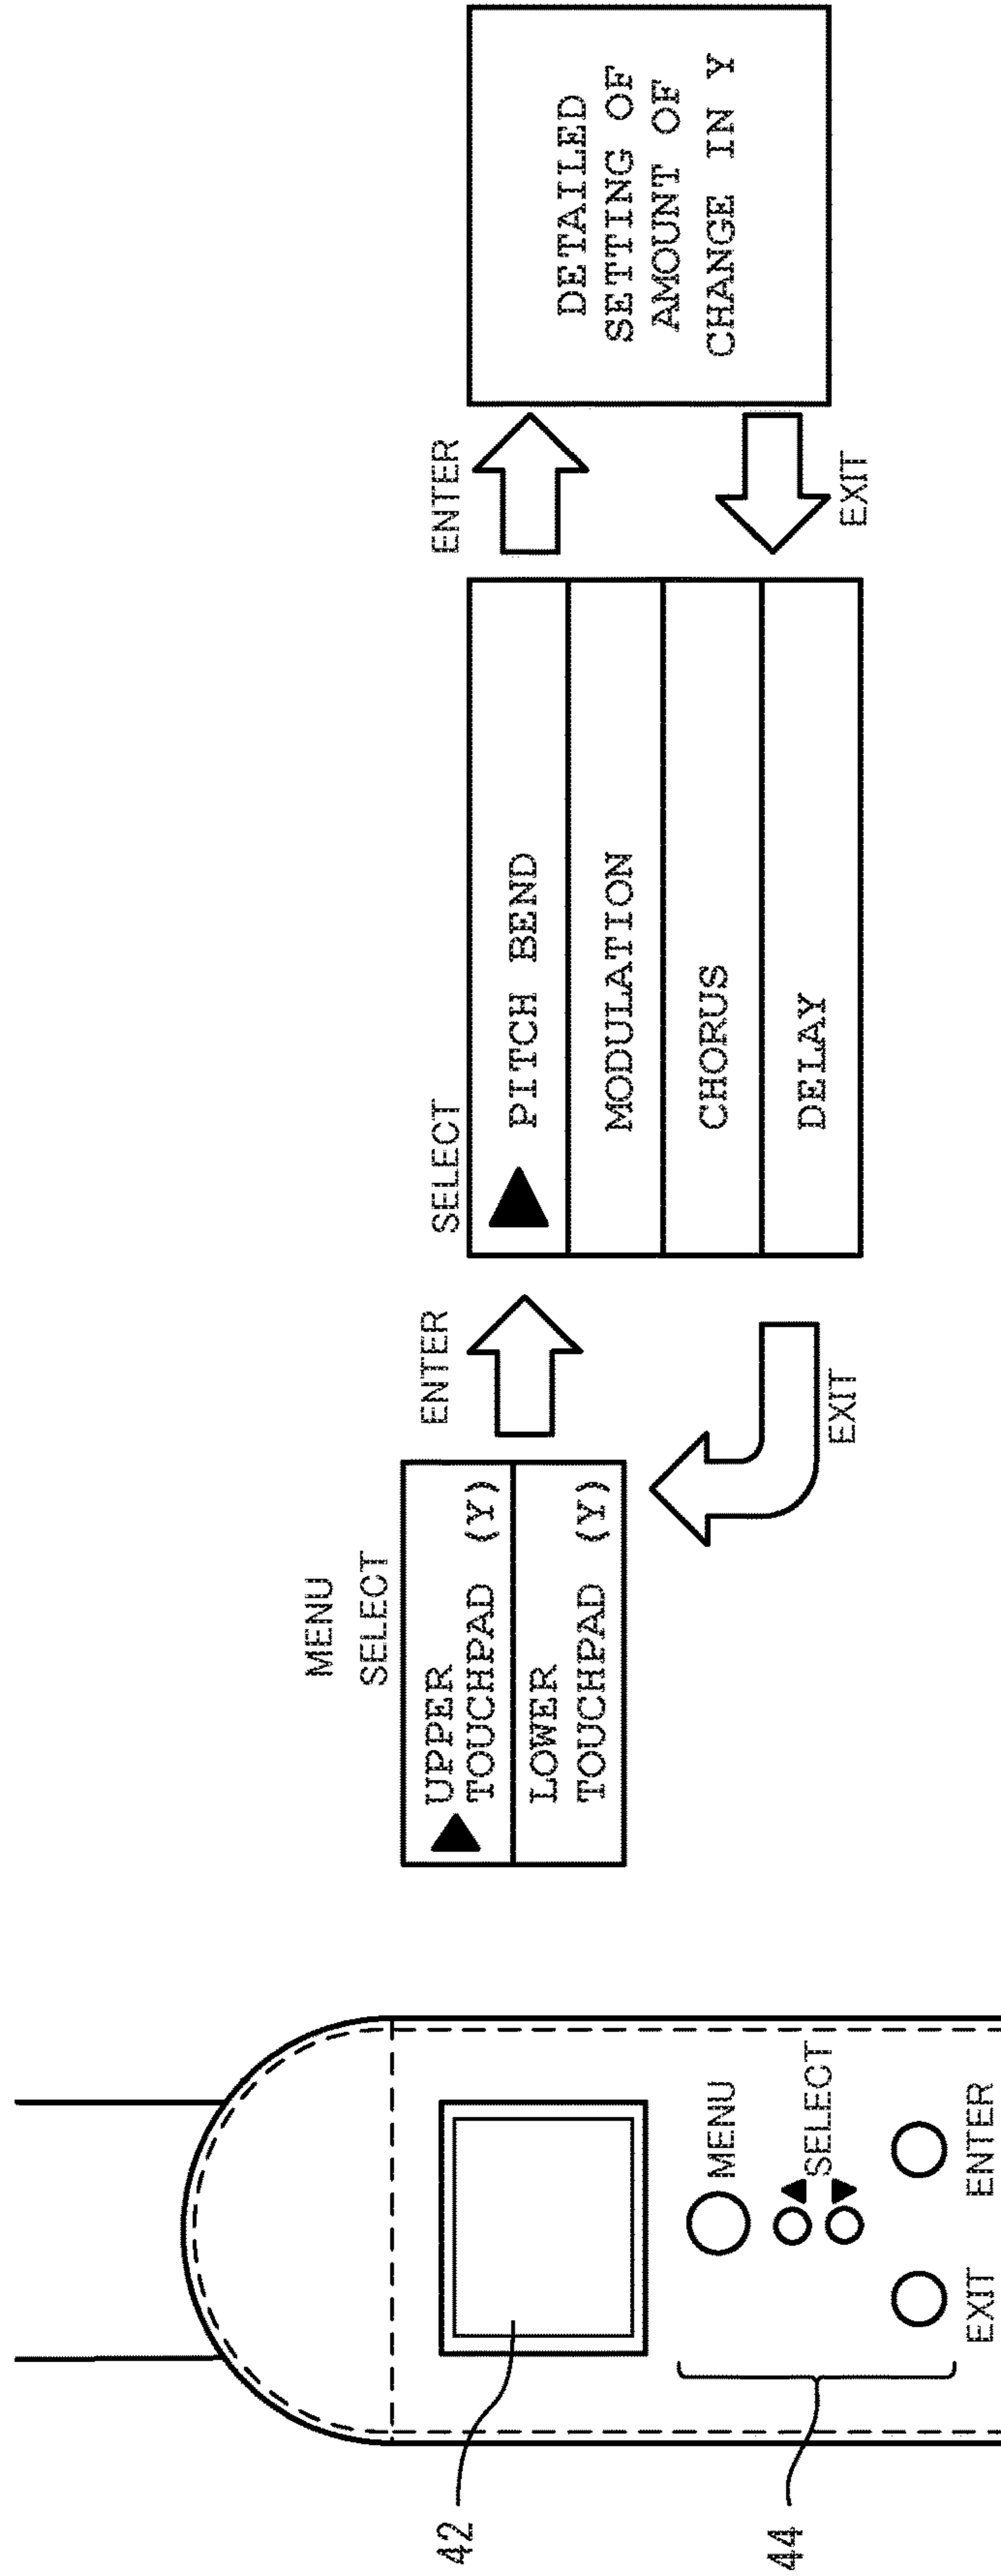 42
44
MENU
SELECT
EXIT
ENTER
MENU
SELECT
UPPER
TOUCHPAD (Y)
LOWER
TOUCHPAD (Y)
ENTER
EXIT
SELECT
PITCH BEND
MODULATION
CHORUS
DELAY
ENTER
EXIT
DETAILED
SETTING OF
AMOUNT OF
CHANGE IN Y